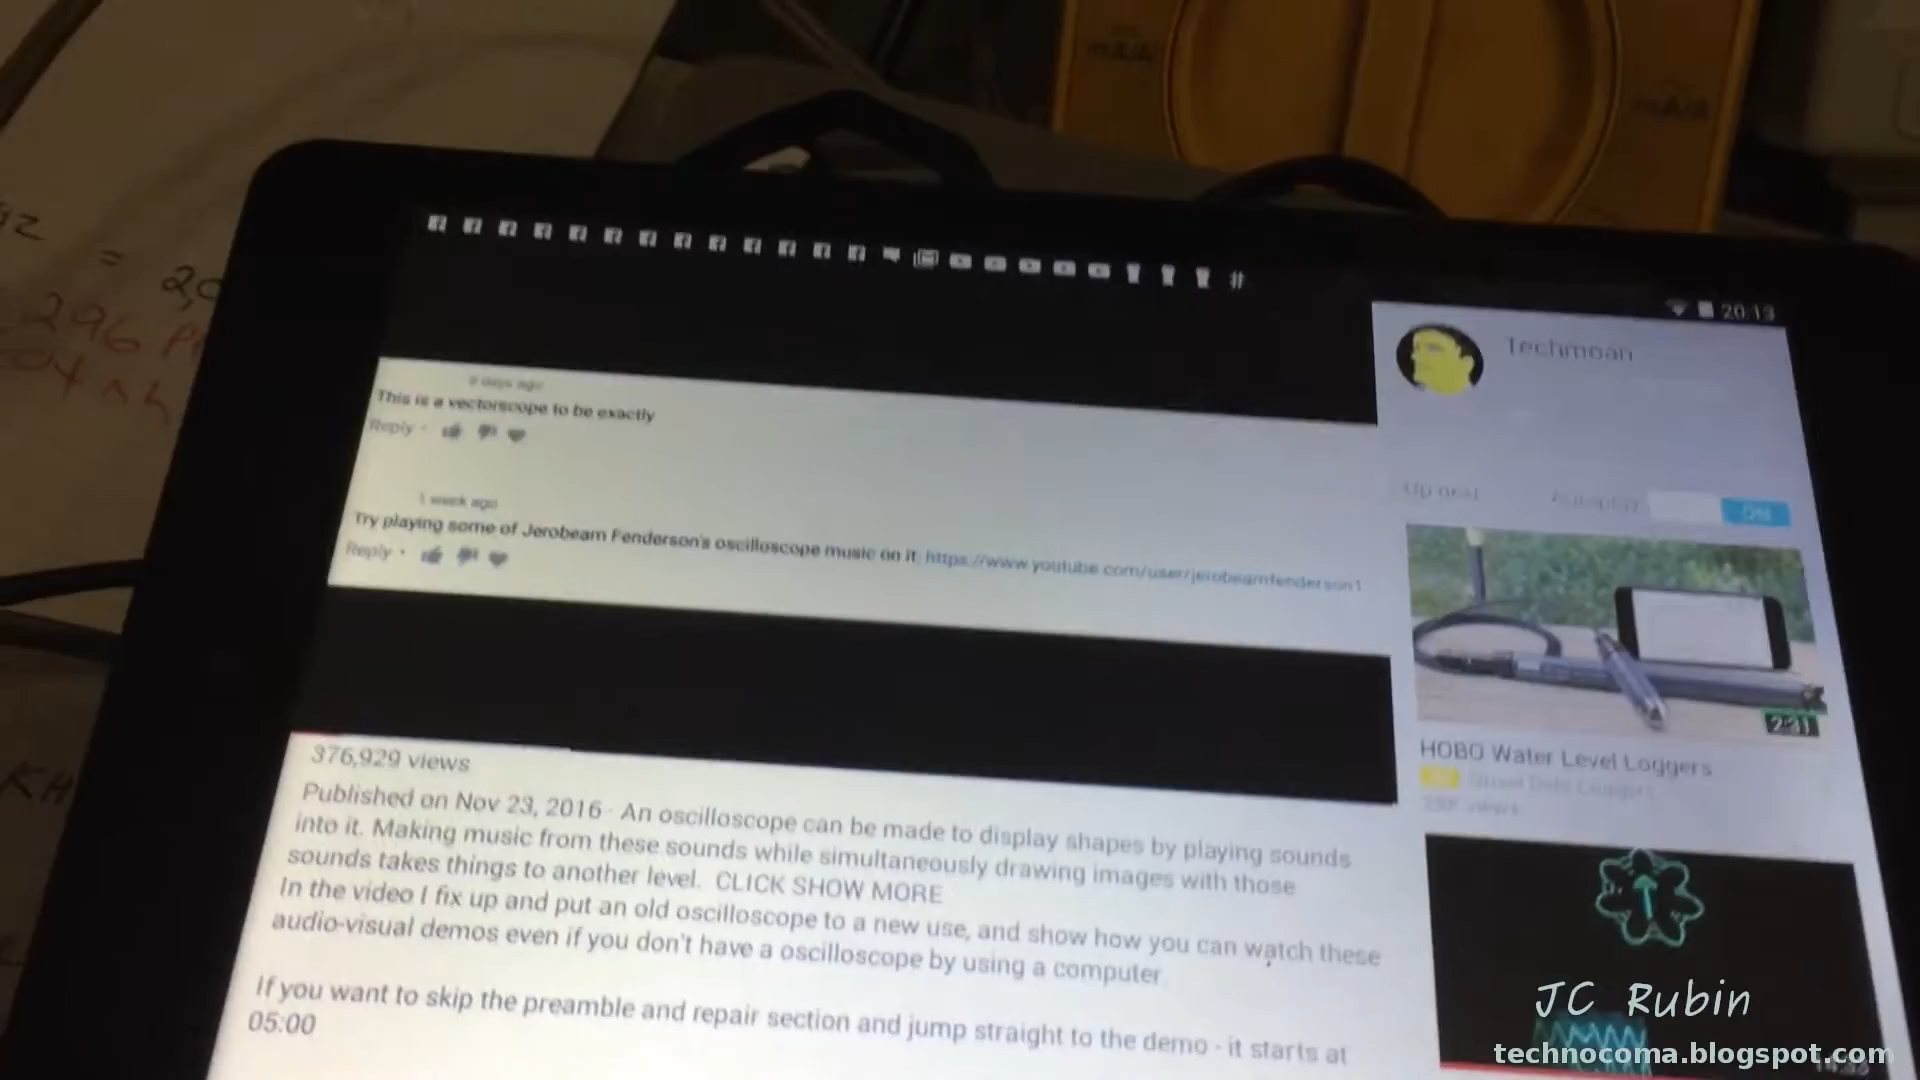 mA/A
mA/A
20:13
Techmoan
= 2,0
296
This is a vectorscope to be exactly
Reply
1 week ago
Try playing some of Jerobeam Fenderson's oscilloscope music on it: https://www.youtube.com/user/jerobeamfenderson1
Reply
Up next
Autoplay
ON
2:31
HOBO Water Level Loggers
376,929 views
Published on Nov 23, 2016 · An oscilloscope can be made to display shapes by playing sounds
into it. Making music from these sounds while simultaneously drawing images with those
sounds takes things to another level. CLICK SHOW MORE
In the video I fix up and put an old oscilloscope to a new use, and show how you can watch these
audio-visual demos even if you don't have a oscilloscope by using a computer.
If you want to skip the preamble and repair section and jump straight to the demo - it starts at
05:00
JC Rubin
technocoma.blogspot.com